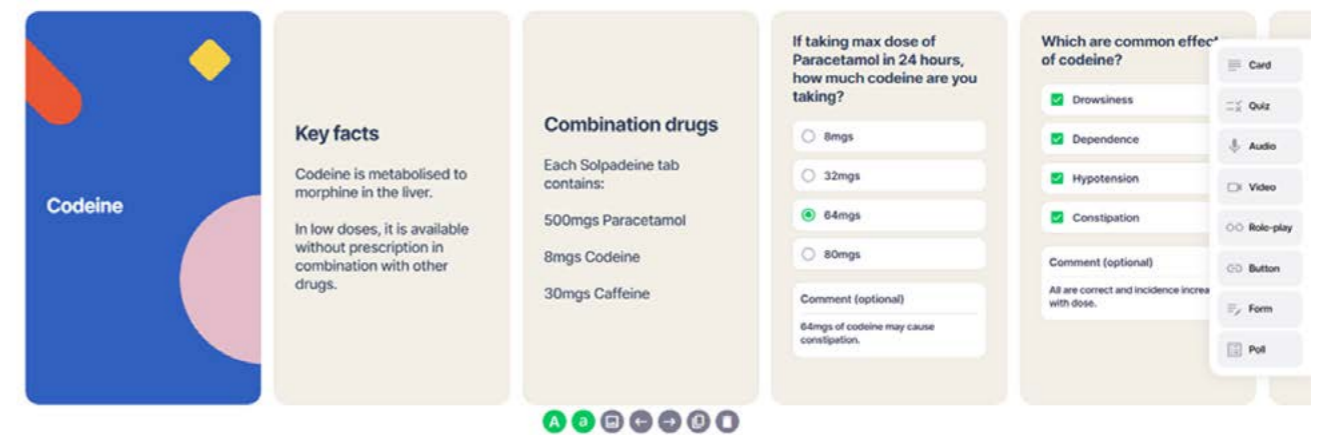 Codeine
Key facts
Codeine is metabolised to
morphine in the liver.
In low doses, it is available
without prescription in
combination with other
drugs.
Combination drugs
Each Solpadeine tab
contains:
500mgs Paracetamol
8mgs Codeine
30mgs Caffeine
If taking max dose of
Paracetamol in 24 hours,
how much codeine are you
taking?
8mgs
32mgs
64mgs
80mgs
Comment (optional)
64mgs of codeine may cause
constipation.
Which are common effect
of codeine?
Drowsiness
Dependence
Hypotension
Constipation
Comment (optional)
All are correct and incidence increa
with dose.
Card
Quiz
Audio
Video
Role-play
Button
Form
Poll
A a